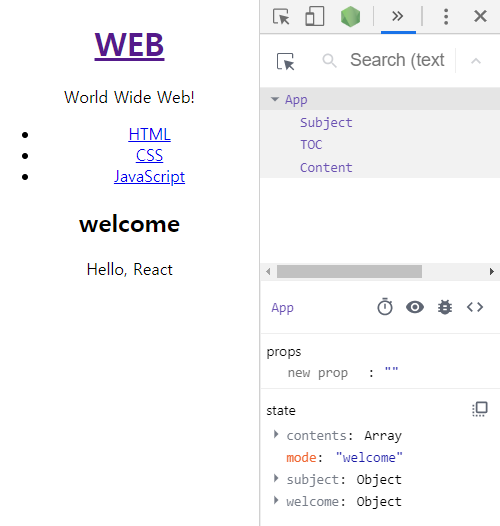 WEB
World Wide Web!
HTML
CSS
JavaScript
welcome
Hello, React
Search (text
App
Subject
TOC
Content
App
props
new prop : ""
state
contents: Array
mode: "welcome"
subject: Object
welcome: Object